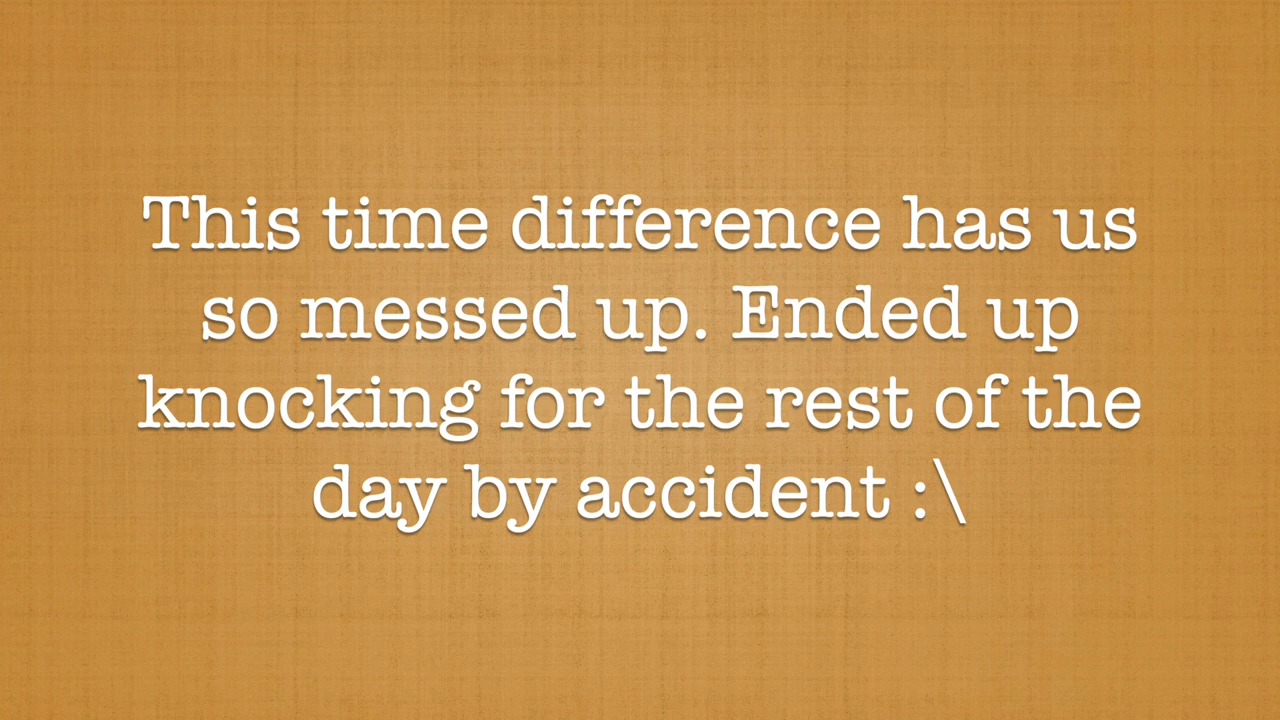 This time difference has us
so messed up. Ended up
knocking for the rest of the
day by accident :\